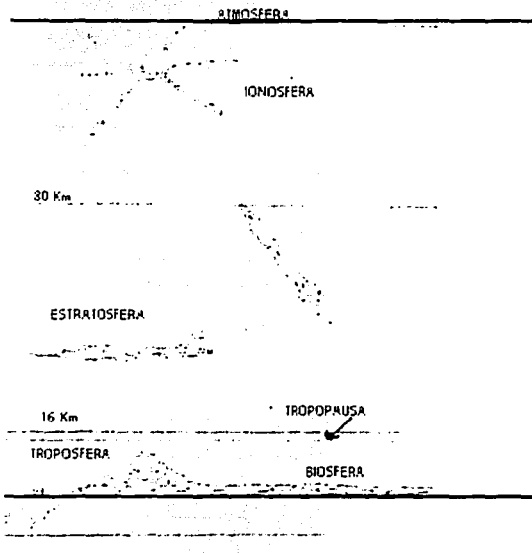 ATMOSFERA
IONOSFERA
30 Km
ESTRATOSFERA
16 Km
TROPOPAUSA
TROPOSFERA
BIOSFERA